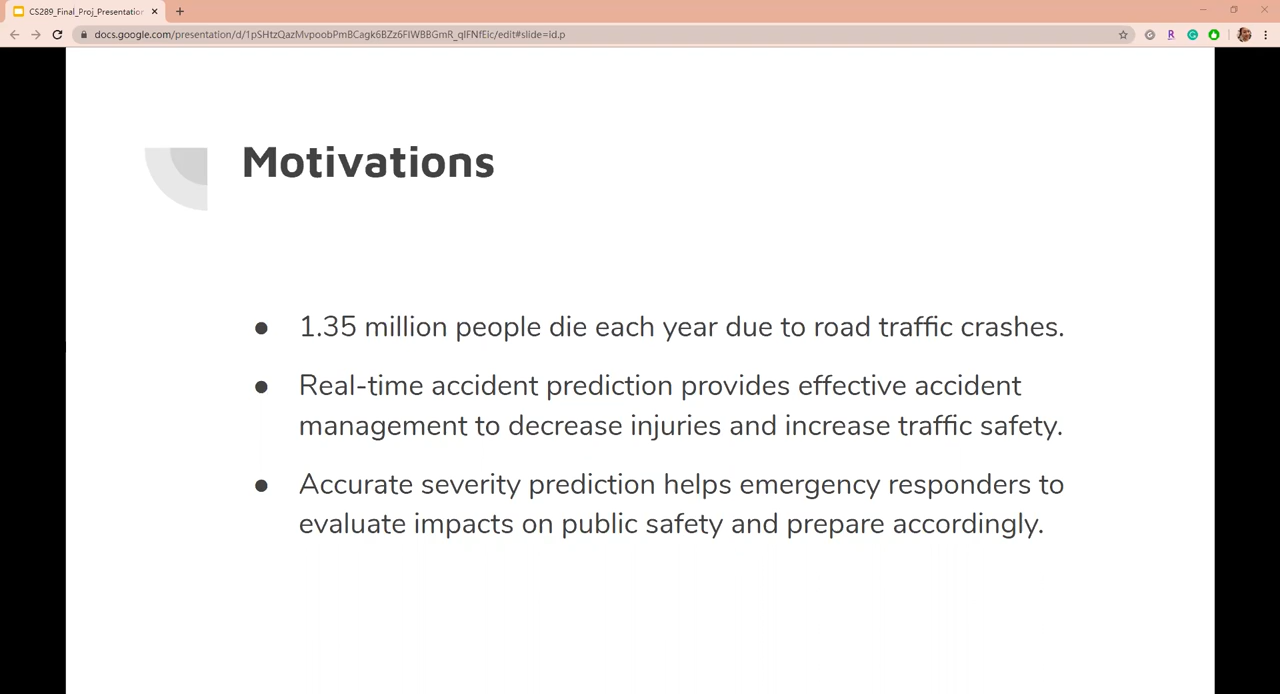 CS289_Final_Proj_Presentation
docs.google.com/presentation/d/1pSHtzQazMvpoobPmBCagk6BZz6FIWBBGmR_qIFNfEic/edit#slide=id.p
Motivations
● 1.35 million people die each year due to road traffic crashes.
● Real-time accident prediction provides effective accident
management to decrease injuries and increase traffic safety.
● Accurate severity prediction helps emergency responders to
evaluate impacts on public safety and prepare accordingly.